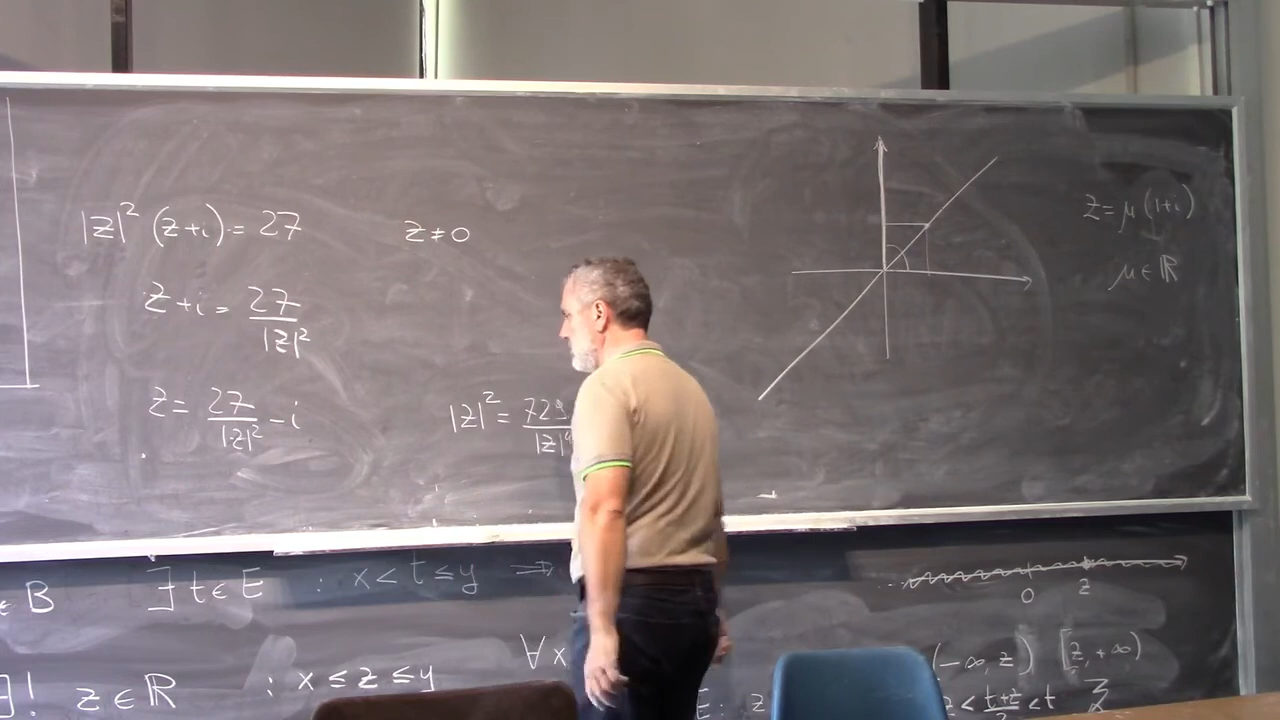 |z|² (z+i) = 27    z≠0
z+i = 27/|z|²
z = 27/|z|² - i    |z|² = 729/|z|⁴
z = μ (1+i)
μ∈ℝ
∈ B    ∃ t∈E : x < t ≤ y ⇒
∃! z∈ℝ : x ≤ z ≤ y    ∀ x
0    z
(-∞, z)    [z, +∞)
z < (t+z)/2 < t